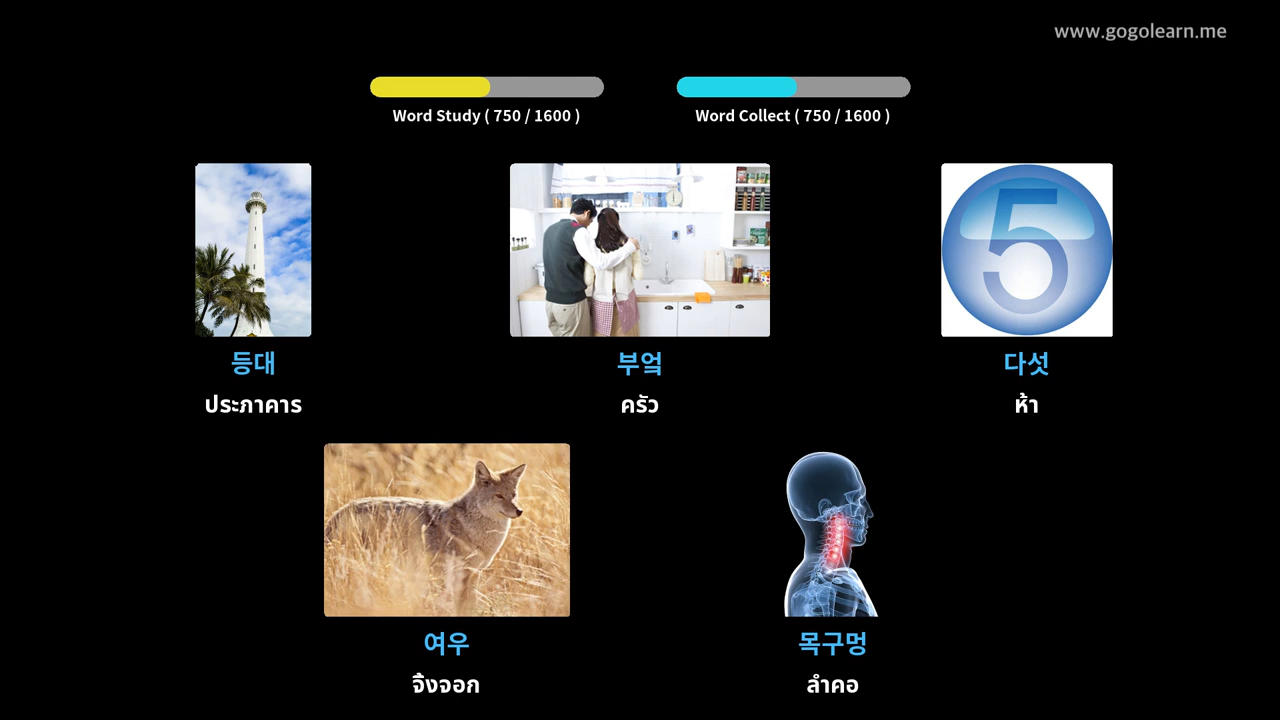 www.gogolearn.me
Word Study ( 750 / 1600 )
Word Collect ( 750 / 1600 )
5
등대
부엌
다섯
ประภาคาร
ครัว
ห้า
여우
목구멍
จิ้งจอก
ลำคอ